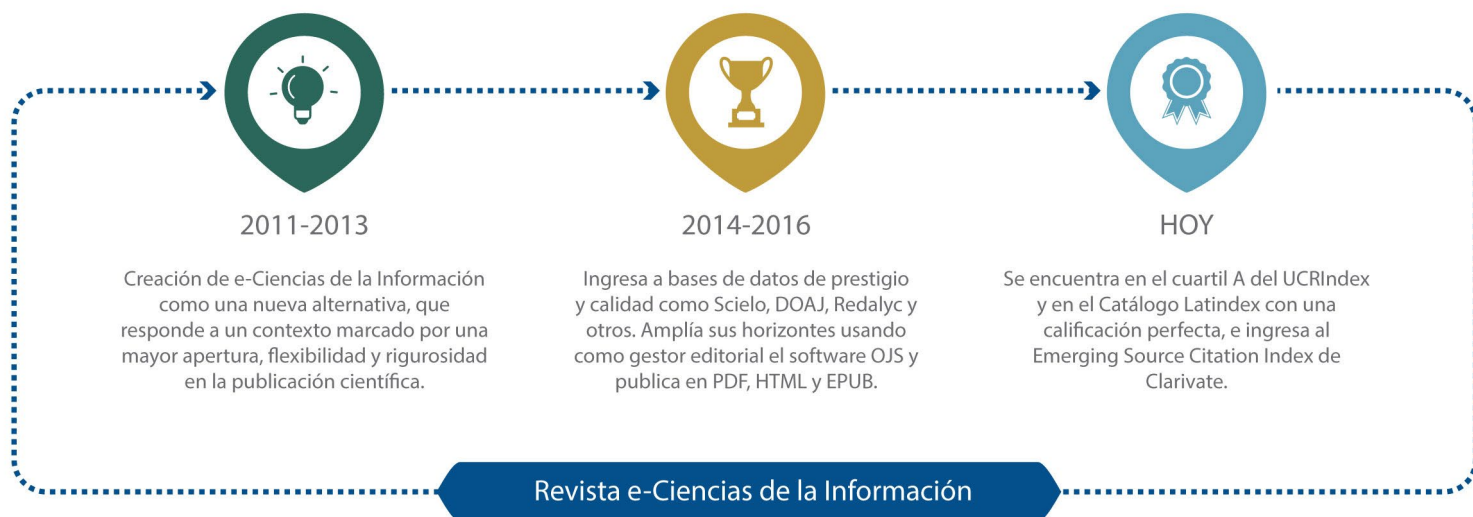 2011-2013
Creación de e-Ciencias de la Información
como una nueva alternativa, que
responde a un contexto marcado por una
mayor apertura, flexibilidad y rigurosidad
en la publicación científica.
2014-2016
Ingresa a bases de datos de prestigio
y calidad como Scielo, DOAJ, Redalyc y
otros. Amplía sus horizontes usando
como gestor editorial el software OJS y
publica en PDF, HTML y EPUB.
HOY
Se encuentra en el cuartil A del UCRIndex
y en el Catálogo Latindex con una
calificación perfecta, e ingresa al
Emerging Source Citation Index de
Clarivate.
Revista e-Ciencias de la Información